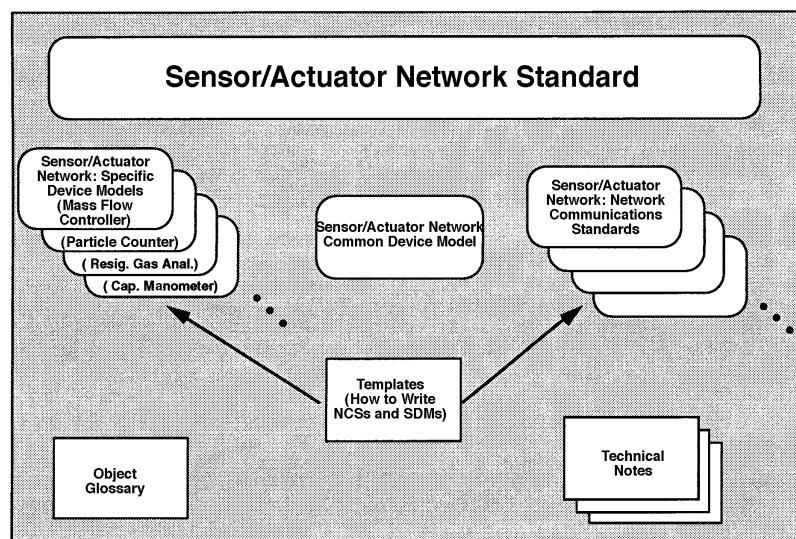 Sensor/Actuator Network Standard
Sensor/Actuator
Network: Specific
Device Models
(Mass Flow
Controller)
(Particle Counter)
( Resig. Gas Anal.)
( Cap. Manometer)
Sensor/Actuator Network
Common Device Model
Sensor/Actuator
Network: Network
Communications
Standards
Templates
(How to Write
NCSs and SDMs)
Object
Glossary
Technical
Notes